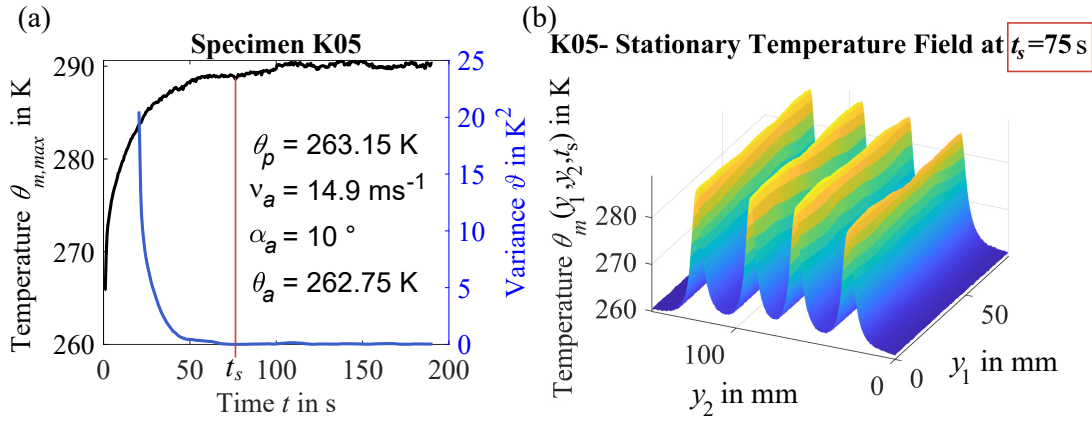 (a)
Specimen K05
Temperature θm,max in K
290
280
270
260
θp = 263.15 K
νa = 14.9 ms-1
αa = 10 °
θa = 262.75 K
25
20
15
10
5
0
Variance ϑ in K2
0
50
ts
100
150
200
Time t in s
(b)
K05- Stationary Temperature Field at ts=75 s
Temperature θm(y1,y2,ts) in K
280
270
260
100
0
y2 in mm
0
50
y1 in mm